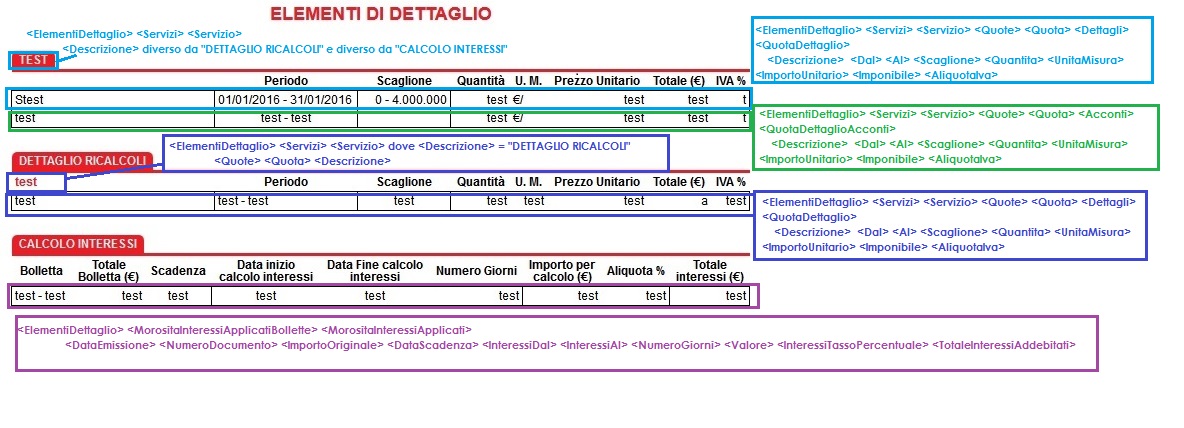 ELEMENTI DI DETTAGLIO
<ElementiDettaglio> <Servizi> <Servizio>
<Descrizione> diverso da "DETTAGLIO RICALCOLI" e diverso da "CALCOLO INTERESSI"
<ElementiDettaglio> <Servizi> <Servizio> <Quote> <Quota> <Dettagli>
<QuotaDettaglio>
<Descrizione> <Dal> <Al> <Scaglione> <Quantita> <UnitaMisura>
<ImportoUnitario> <Imponibile> <AliquotaIva>
TEST
Periodo Scaglione Quantità U. M. Prezzo Unitario Totale (€) IVA %
Stest 01/01/2016 - 31/01/2016 0 - 4.000.000 test €/ test test t
test test - test test €/ test test t
<ElementiDettaglio> <Servizi> <Servizio> <Quote> <Quota> <Acconti>
<QuotaDettaglioAcconti>
<Descrizione> <Dal> <Al> <Scaglione> <Quantita> <UnitaMisura>
<ImportoUnitario> <Imponibile> <AliquotaIva>
<ElementiDettaglio> <Servizi> <Servizio> dove <Descrizione> = "DETTAGLIO RICALCOLI"
<Quote> <Quota> <Descrizione>
DETTAGLIO RICALCOLI
test Periodo Scaglione Quantità U. M. Prezzo Unitario Totale (€) IVA %
test test - test test test test test a test
<ElementiDettaglio> <Servizi> <Servizio> <Quote> <Quota> <Dettagli>
<QuotaDettaglio>
<Descrizione> <Dal> <Al> <Scaglione> <Quantita> <UnitaMisura>
<ImportoUnitario> <Imponibile> <AliquotaIva>
CALCOLO INTERESSI
Bolletta Totale Bolletta (€) Scadenza Data inizio calcolo interessi Data Fine calcolo interessi Numero Giorni Importo per calcolo (€) Aliquota % Totale interessi (€)
test - test test test test test test test test test
<ElementiDettaglio> <MorositaInteressiApplicatiBollette> <MorositaInteressiApplicati>
<DataEmissione> <NumeroDocumento> <ImportoOriginale> <DataScadenza> <InteressiDal> <InteressiAl> <NumeroGiorni> <Valore> <InteressiTassoPercentuale> <TotaleInteressiAddebitati>